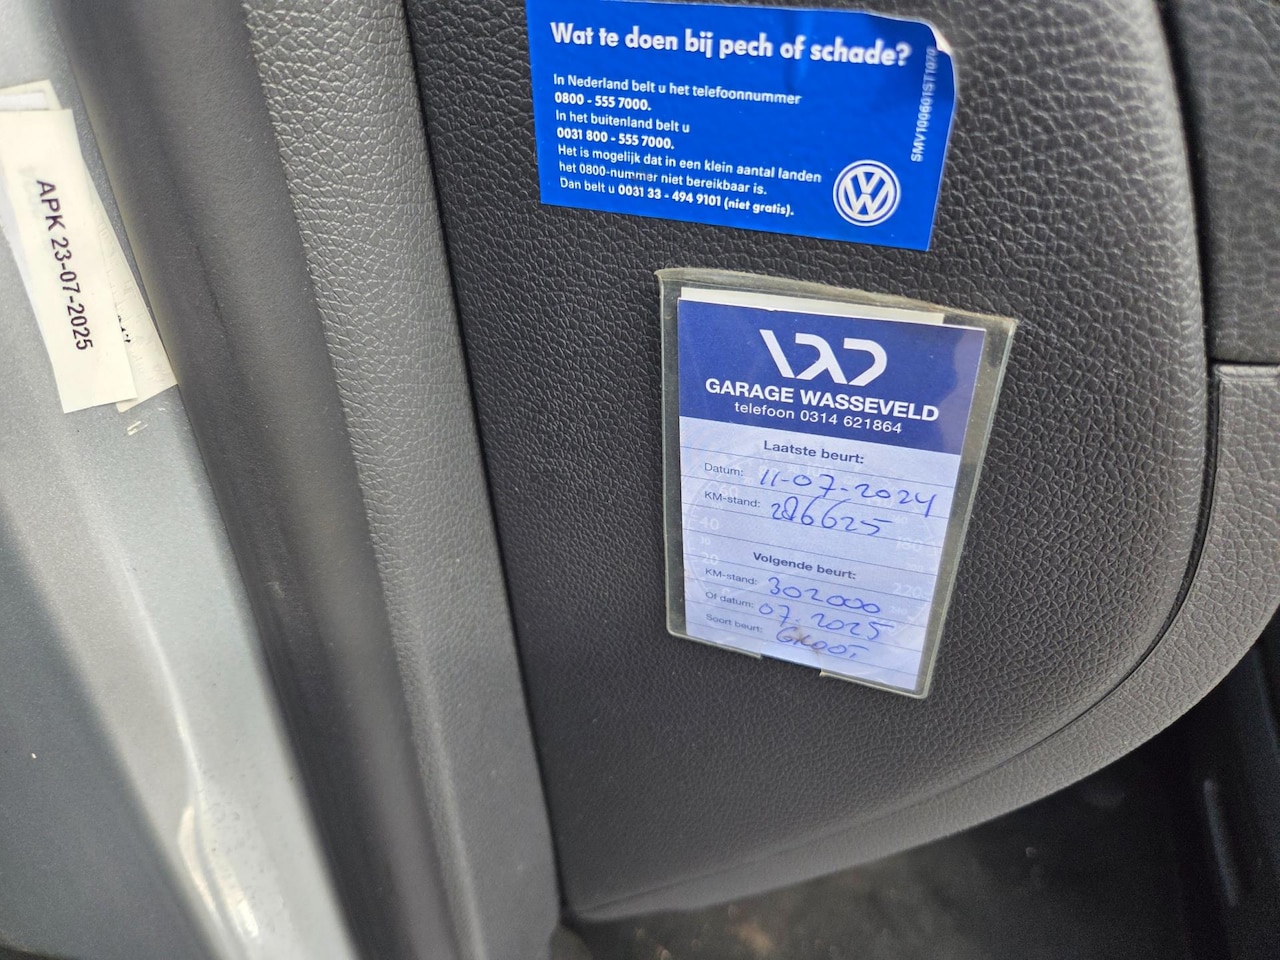 Wat te doen bij pech of schade?
In Nederland belt u het telefoonnummer
0800 - 555 7000.
In het buitenland belt u
0031 800 - 555 7000.
Het is mogelijk dat in een klein aantal landen
het 0800-nummer niet bereikbaar is.
Dan belt u 0031 33 - 494 9101 (niet gratis).
SMV100601ST1070
APK 23-07-2025
GARAGE WASSEVELD
telefoon 0314 621864
Laatste beurt:
Datum: 11-07-2024
KM-stand: 286625
Volgende beurt:
KM-stand: 302000
Of datum: 07.2025
Soort beurt: GROOT